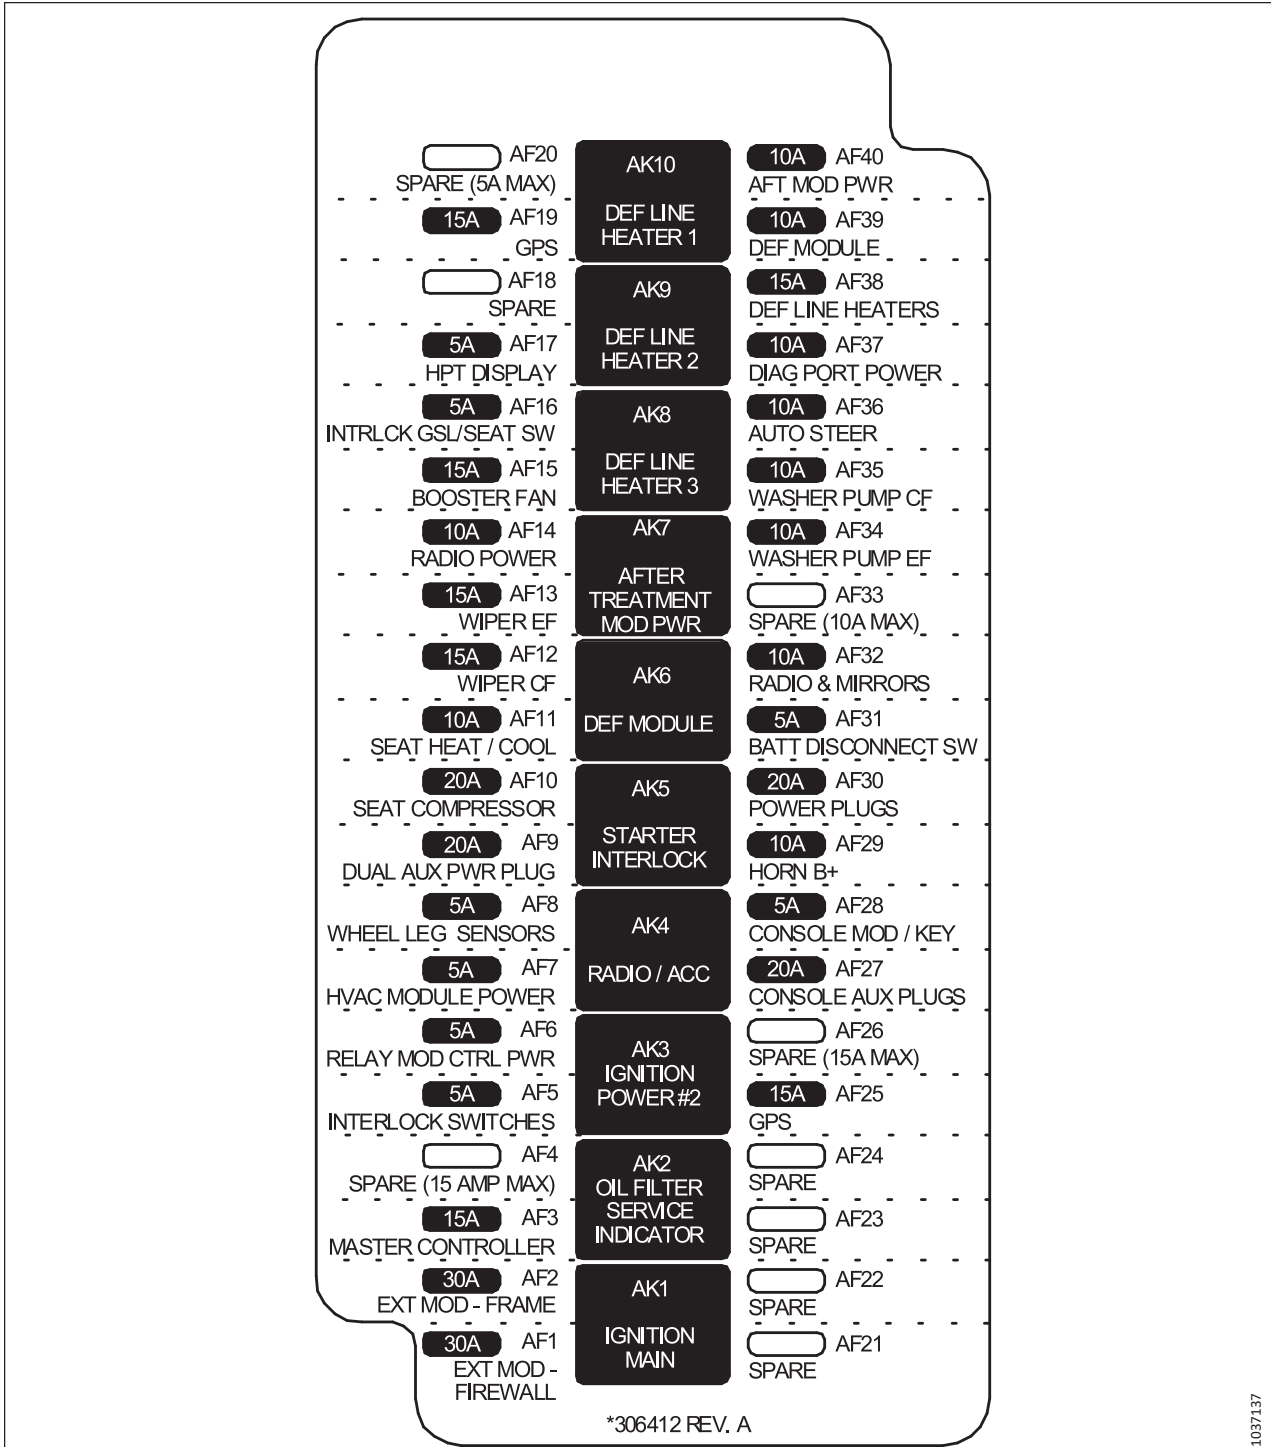 AF20
SPARE (5A MAX)
15A AF19
GPS
AF18
SPARE
5A AF17
HPT DISPLAY
5A AF16
INTRLCK GSL/SEAT SW
15A AF15
BOOSTER FAN
10A AF14
RADIO POWER
15A AF13
WIPER EF
15A AF12
WIPER CF
10A AF11
SEAT HEAT / COOL
20A AF10
SEAT COMPRESSOR
20A AF9
DUAL AUX PWR PLUG
5A AF8
WHEEL LEG SENSORS
5A AF7
HVAC MODULE POWER
5A AF6
RELAY MOD CTRL PWR
5A AF5
INTERLOCK SWITCHES
AF4
SPARE (15 AMP MAX)
15A AF3
MASTER CONTROLLER
30A AF2
EXT MOD - FRAME
30A AF1
EXT MOD -
FIREWALL
AK10
DEF LINE
HEATER 1
AK9
DEF LINE
HEATER 2
AK8
DEF LINE
HEATER 3
AK7
AFTER
TREATMENT
MOD PWR
AK6
DEF MODULE
AK5
STARTER
INTERLOCK
AK4
RADIO / ACC
AK3
IGNITION
POWER #2
AK2
OIL FILTER
SERVICE
INDICATOR
AK1
IGNITION
MAIN
10A AF40
AFT MOD PWR
10A AF39
DEF MODULE
15A AF38
DEF LINE HEATERS
10A AF37
DIAG PORT POWER
10A AF36
AUTO STEER
10A AF35
WASHER PUMP CF
10A AF34
WASHER PUMP EF
AF33
SPARE (10A MAX)
10A AF32
RADIO & MIRRORS
5A AF31
BATT DISCONNECT SW
20A AF30
POWER PLUGS
10A AF29
HORN B+
5A AF28
CONSOLE MOD / KEY
20A AF27
CONSOLE AUX PLUGS
AF26
SPARE (15A MAX)
15A AF25
GPS
AF24
SPARE
AF23
SPARE
AF22
SPARE
AF21
SPARE
*306412 REV. A
1037137